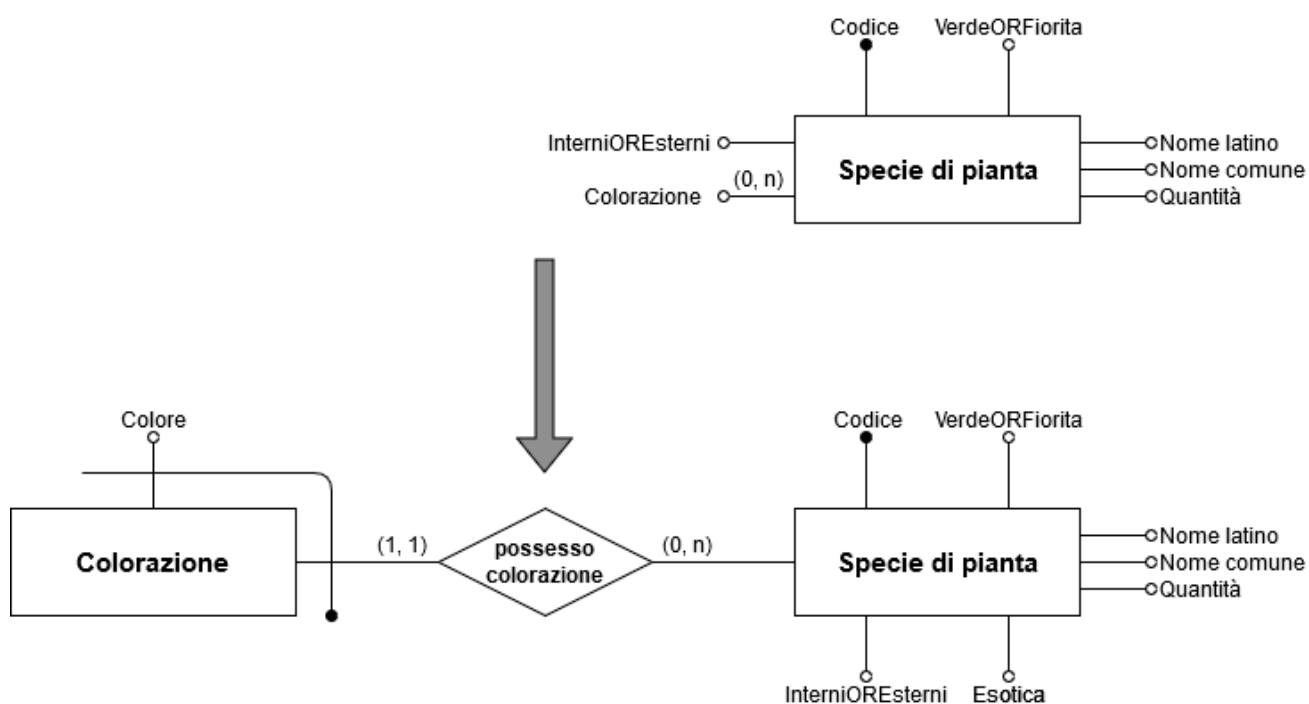 Codice VerdeORFiorita
InterniOREsterni
Nome latino
(0, n)
Specie di pianta
Nome comune
Colorazione
Quantità
Colore
Codice VerdeORFiorita
Colorazione
(1, 1)
possesso
colorazione
(0, n)
Specie di pianta
Nome latino
Nome comune
Quantità
InterniOREsterni Esotica